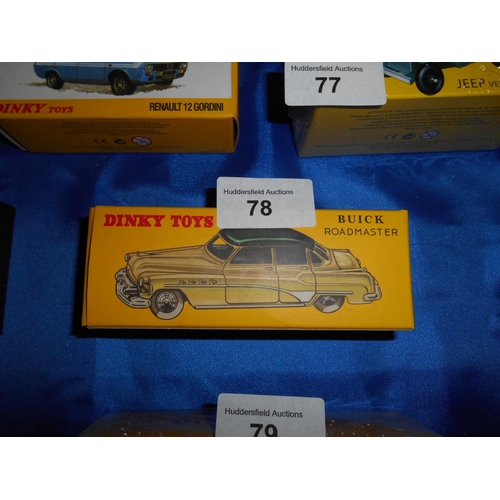 DINKY TOYS
RENAULT 12 GORDINI
Huddersfield Auctions
77
JEEP
DINKY TOYS
Huddersfield Auctions
78
BUICK
ROADMASTER
Huddersfield Auctions
79